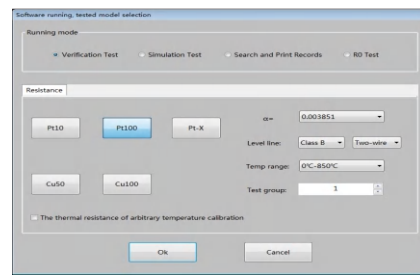 Software running, tested model selection
Running mode
Verification Test Simulation Test Search and Print Records R0 Test
Resistance
Pt10 Pt100 Pt-X
Cu50 Cu100
α= 0.003851
Level line: Class B Two-wire
Temp range: 0℃-850℃
Test group: 1
The thermal resistance of arbitrary temperature calibration
Ok Cancel